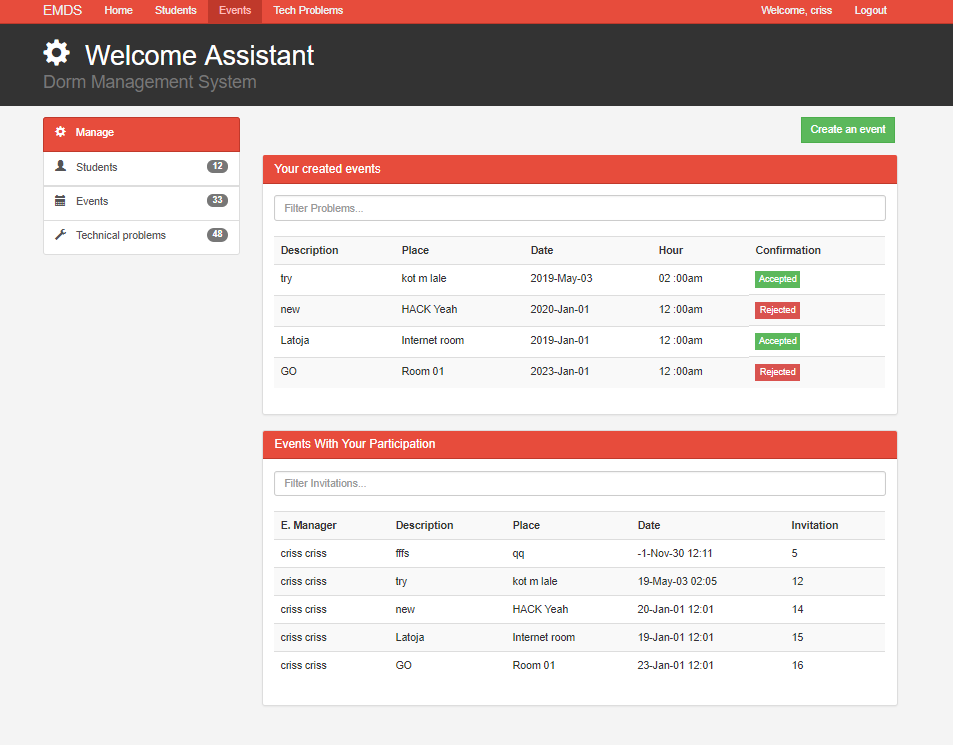 EMDS Home Students Events Tech Problems Welcome, criss Logout
Welcome Assistant
Dorm Management System
Manage
Students 12
Events 33
Technical problems 48
Create an event
Your created events
Filter Problems...
Description Place Date Hour Confirmation
try kot m lale 2019-May-03 02 :00am Accepted
new HACK Yeah 2020-Jan-01 12 :00am Rejected
Latoja Internet room 2019-Jan-01 12 :00am Accepted
GO Room 01 2023-Jan-01 12 :00am Rejected
Events With Your Participation
Filter Invitations...
E. Manager Description Place Date Invitation
criss criss fffs qq -1-Nov-30 12:11 5
criss criss try kot m lale 19-May-03 02:05 12
criss criss new HACK Yeah 20-Jan-01 12:01 14
criss criss Latoja Internet room 19-Jan-01 12:01 15
criss criss GO Room 01 23-Jan-01 12:01 16